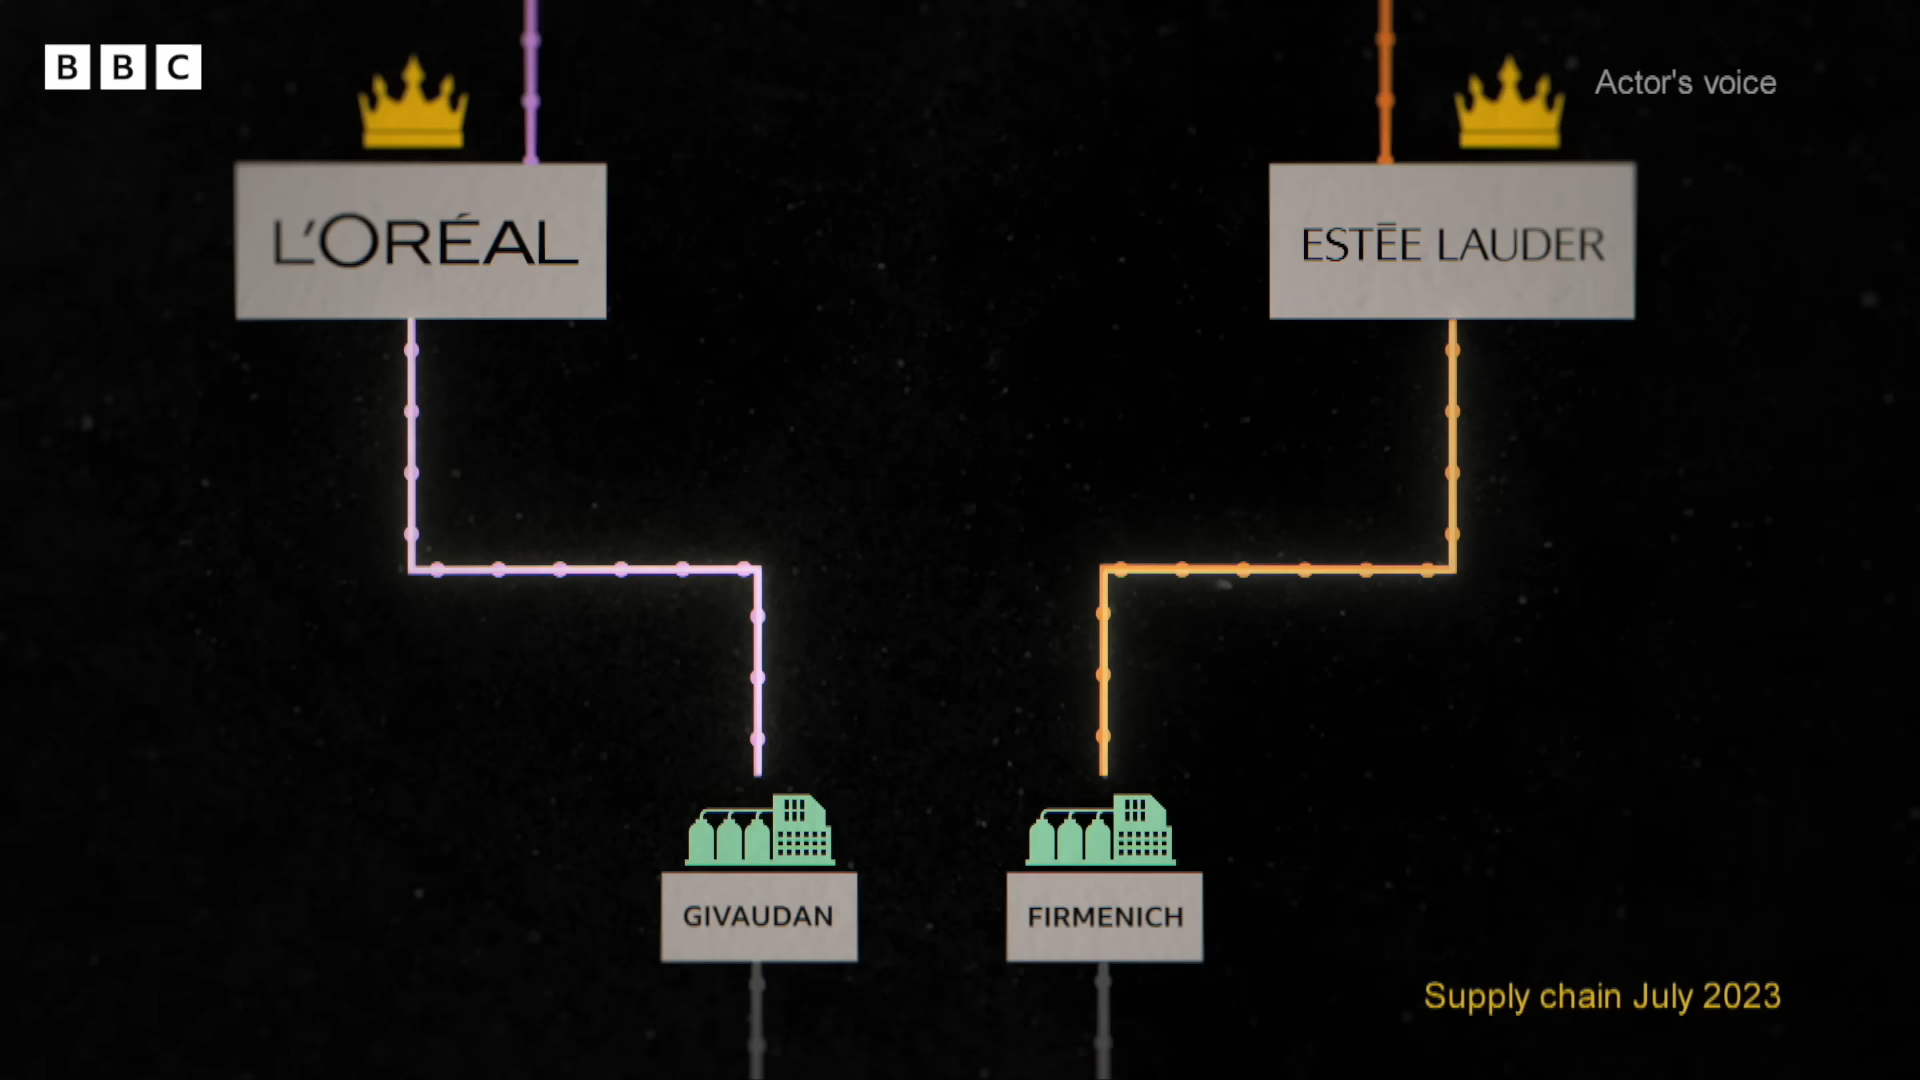 BBC
Actor's voice
L'ORÉAL
ESTĒE LAUDER
GIVAUDAN
FIRMENICH
Supply chain July 2023